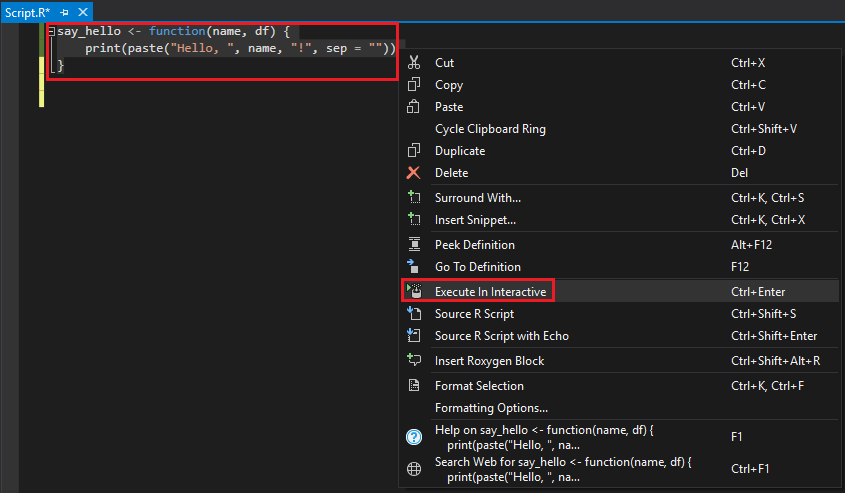 Script.R*
say_hello <- function(name, df) {
print(paste("Hello, ", name, "!", sep = ""))
}
Cut Ctrl+X
Copy Ctrl+C
Paste Ctrl+V
Cycle Clipboard Ring Ctrl+Shift+V
Duplicate Ctrl+D
Delete Del
Surround With... Ctrl+K, Ctrl+S
Insert Snippet... Ctrl+K, Ctrl+X
Peek Definition Alt+F12
Go To Definition F12
Execute In Interactive Ctrl+Enter
Source R Script Ctrl+Shift+S
Source R Script with Echo Ctrl+Shift+Enter
Insert Roxygen Block Ctrl+Shift+Alt+R
Format Selection Ctrl+K, Ctrl+F
Formatting Options...
Help on say_hello <- function(name, df) { F1
print(paste("Hello, ", na...
Search Web for say_hello <- function(name, df) { Ctrl+F1
print(paste("Hello, ", na...